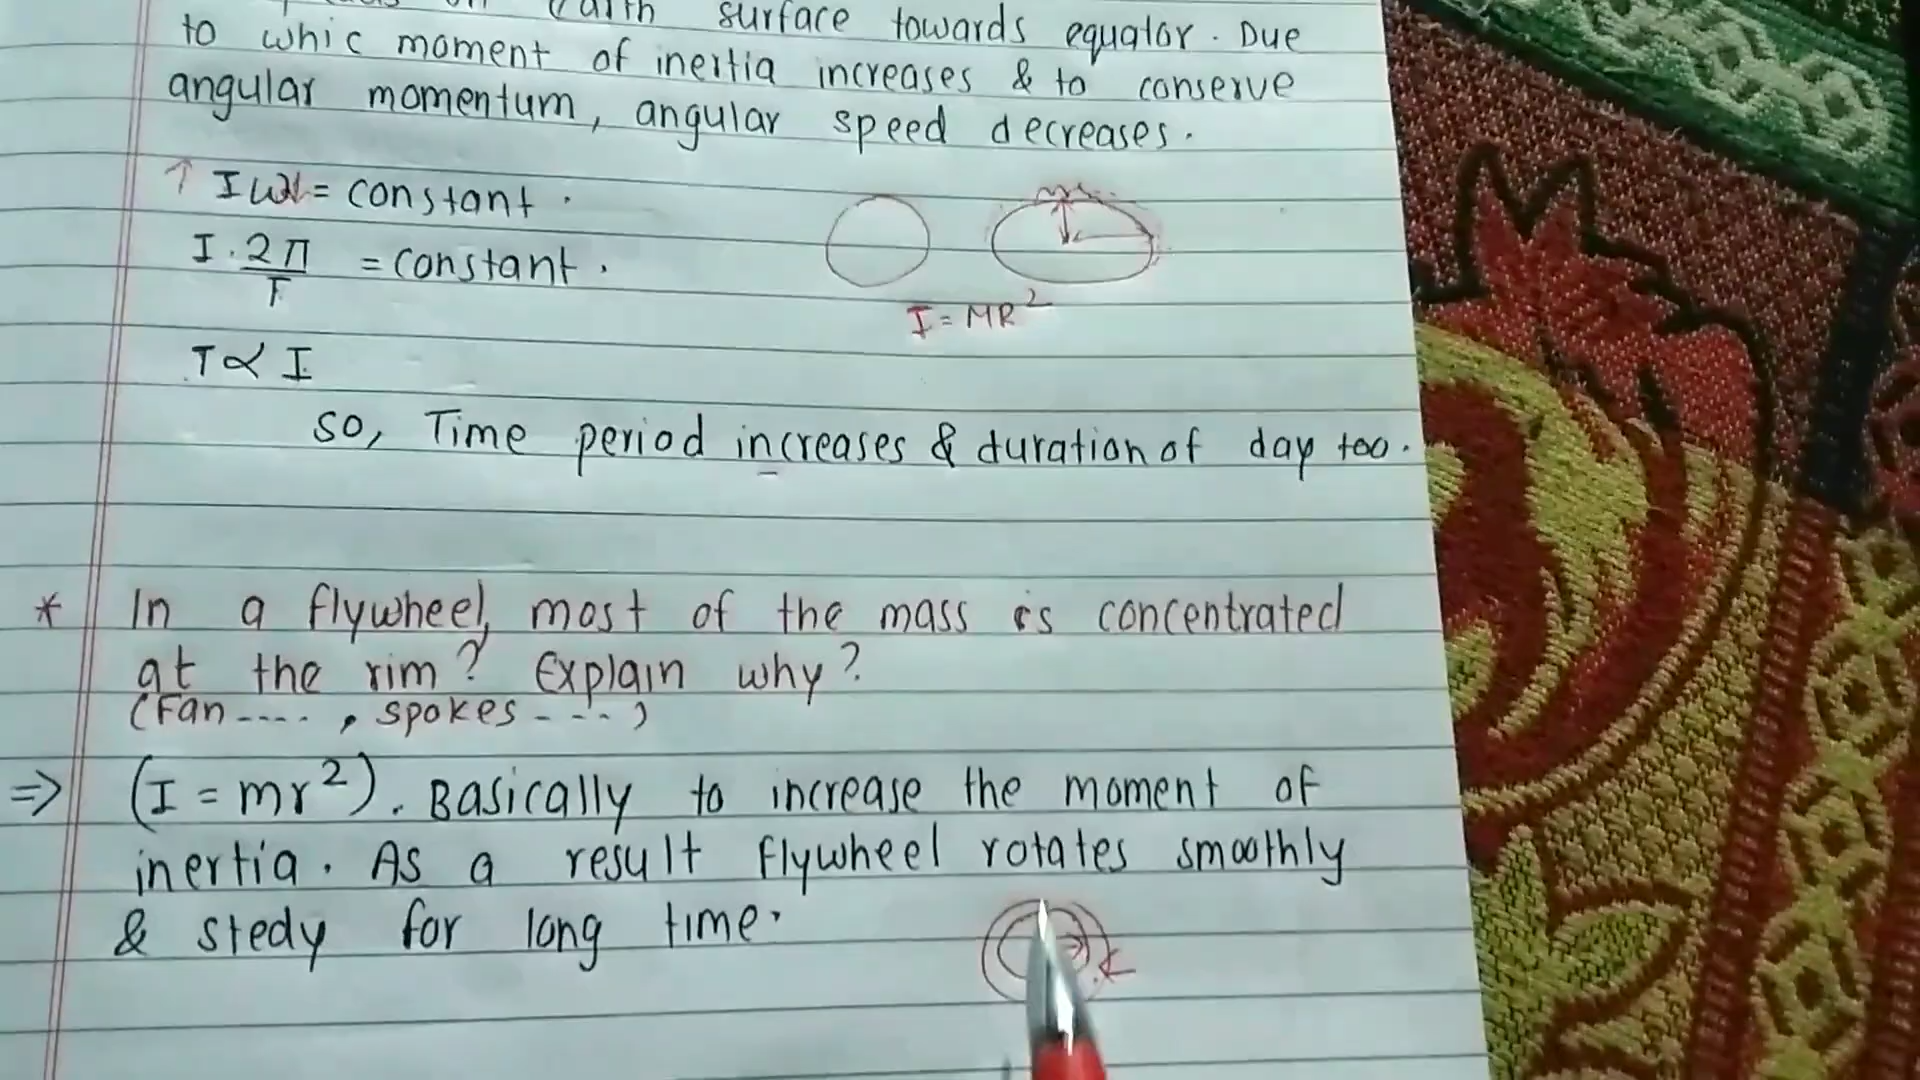 on Earth surface towards equator. Due
to whic moment of inertia increases & to conserve
angular momentum, angular speed decreases.
↑ Iω↓ = constant.
I . 2π / T = constant.
I = MR²
T ∝ I
so, Time period increases & duration of day too.
* In a flywheel, most of the mass is concentrated
at the rim? Explain why?
(Fan ----, spokes ----)
⇒ (I = mr²). Basically to increase the moment of
inertia. As a result flywheel rotates smoothly
& stedy for long time.